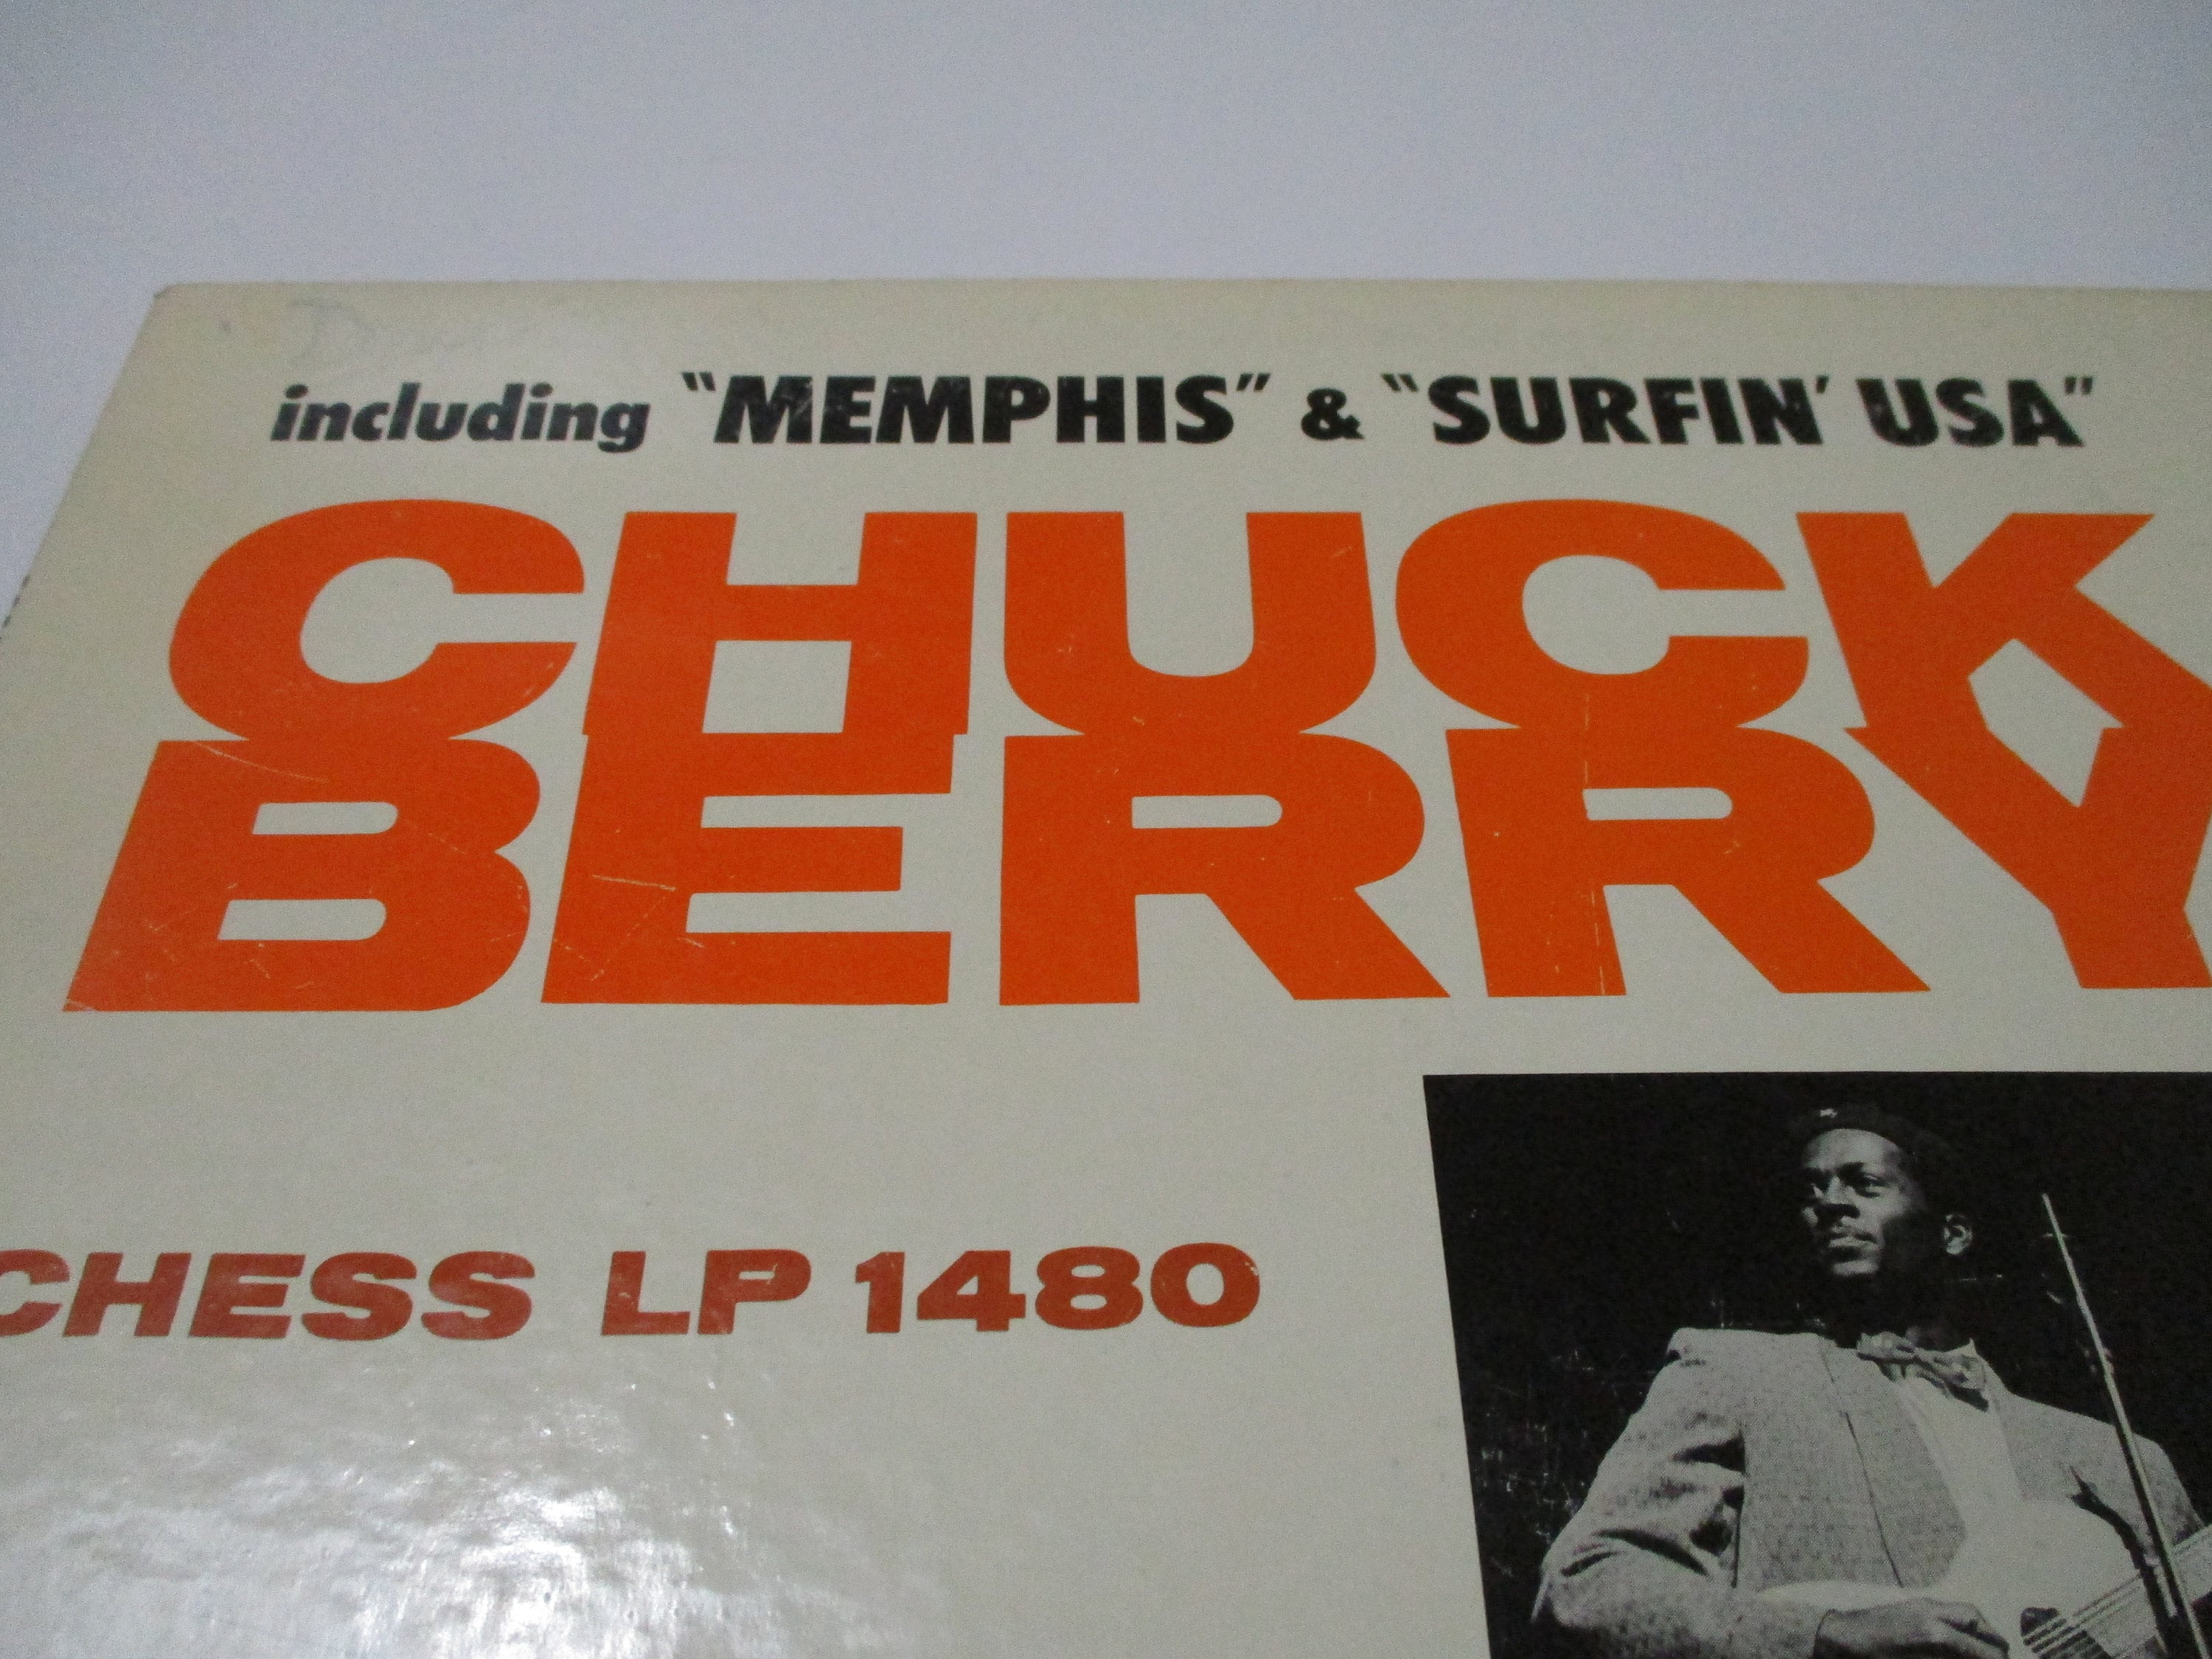 including "MEMPHIS" & "SURFIN' USA"
CHUCK
BERRY
CHESS LP 1480